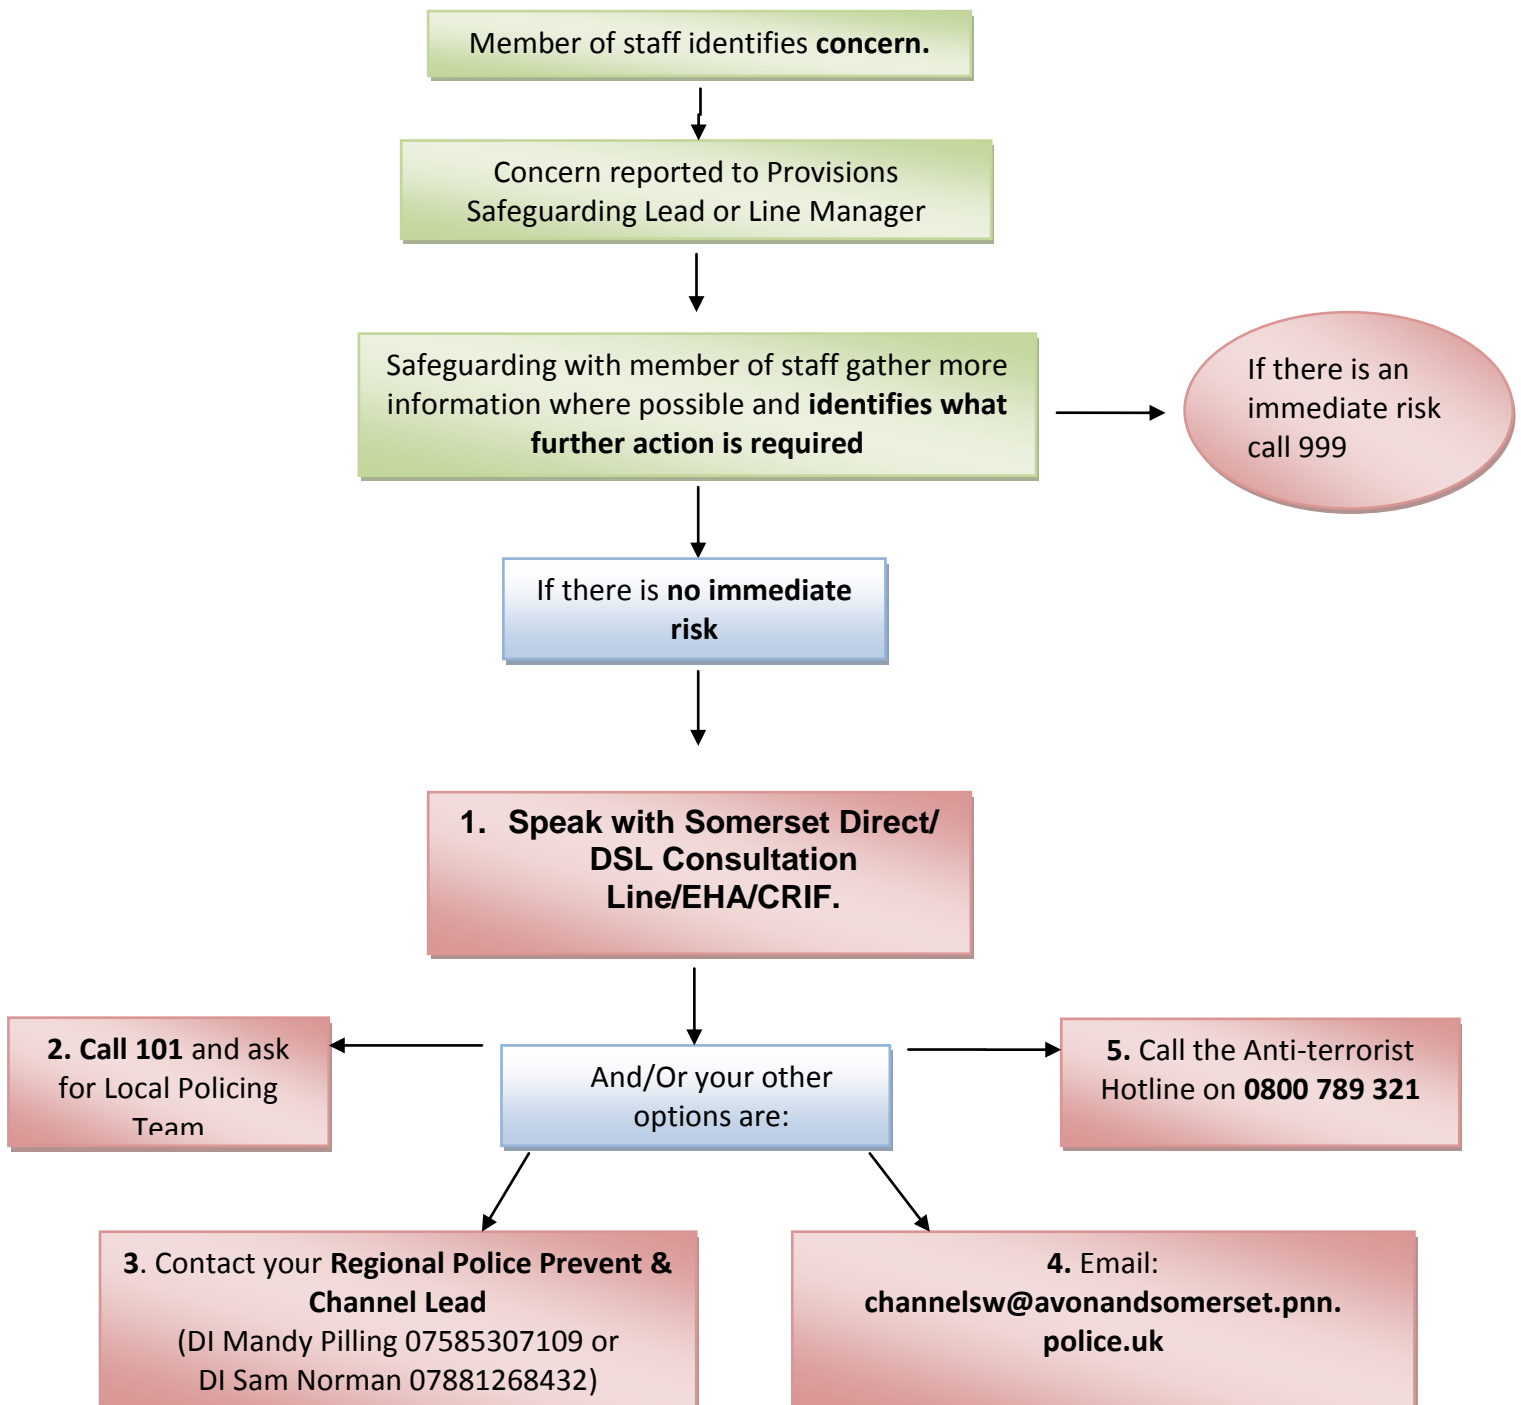 Member of staff identifies concern.
Concern reported to Provisions
Safeguarding Lead or Line Manager
Safeguarding with member of staff gather more
information where possible and identifies what
further action is required
If there is an
immediate risk
call 999
If there is no immediate
risk
1. Speak with Somerset Direct/
DSL Consultation
Line/EHA/CRIF.
2. Call 101 and ask
for Local Policing
Team
And/Or your other
options are:
5. Call the Anti-terrorist
Hotline on 0800 789 321
3. Contact your Regional Police Prevent &
Channel Lead
(DI Mandy Pilling 07585307109 or
DI Sam Norman 07881268432)
4. Email:
channelsw@avonandsomerset.pnn.
police.uk